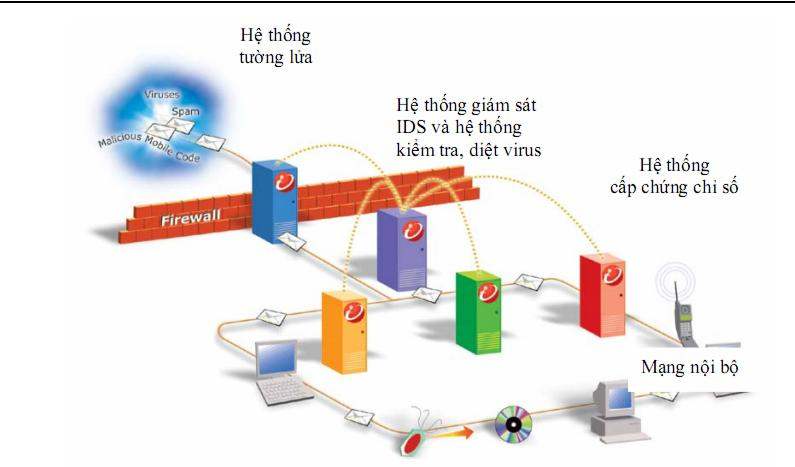 Hệ thống
tường lửa
Viruses
Spam
Malicious Mobile Code
Hệ thống giám sát
IDS và hệ thống
kiểm tra, diệt virus
Hệ thống
cấp chứng chỉ số
Firewall
Mạng nội bộ